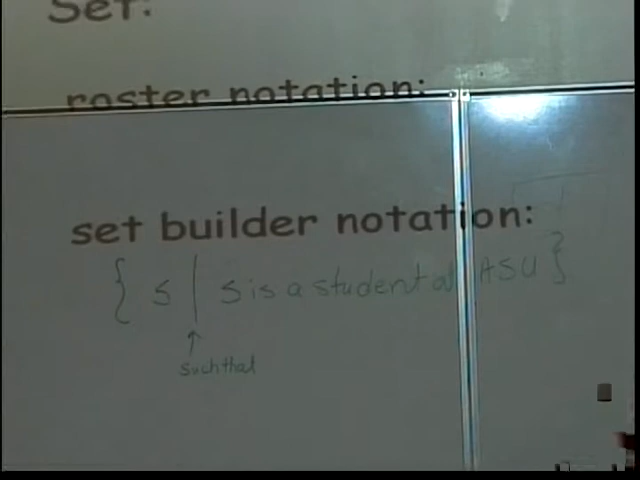 Set:
roster notation:
set builder notation:
{ s | s is a student at ASU }
↑
such that